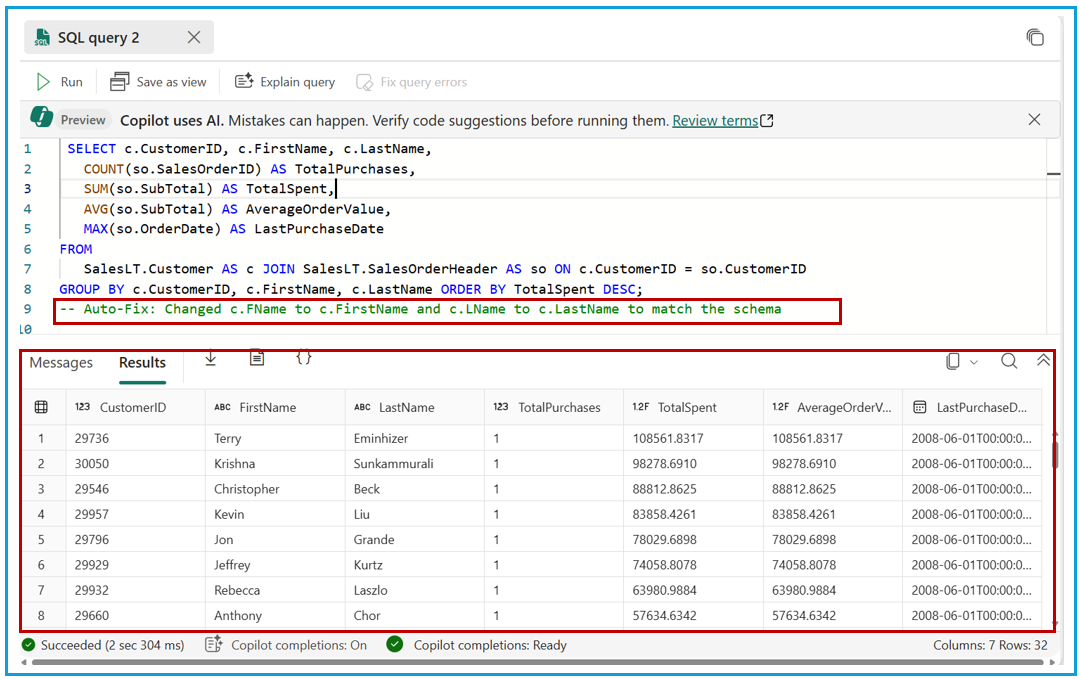 SQL query 2
Run Save as view Explain query Fix query errors
Preview Copilot uses AI. Mistakes can happen. Verify code suggestions before running them. Review terms
1 SELECT c.CustomerID, c.FirstName, c.LastName,
2 COUNT(so.SalesOrderID) AS TotalPurchases,
3 SUM(so.SubTotal) AS TotalSpent,
4 AVG(so.SubTotal) AS AverageOrderValue,
5 MAX(so.OrderDate) AS LastPurchaseDate
6 FROM
7 SalesLT.Customer AS c JOIN SalesLT.SalesOrderHeader AS so ON c.CustomerID = so.CustomerID
8 GROUP BY c.CustomerID, c.FirstName, c.LastName ORDER BY TotalSpent DESC;
9 -- Auto-Fix: Changed c.FName to c.FirstName and c.LName to c.LastName to match the schema
10
Messages Results {}
123 CustomerID ABC FirstName ABC LastName 123 TotalPurchases 1.2F TotalSpent 1.2F AverageOrderV... LastPurchaseD...
1 29736 Terry Eminhizer 1 108561.8317 108561.8317 2008-06-01T00:00:0...
2 30050 Krishna Sunkammurali 1 98278.6910 98278.6910 2008-06-01T00:00:0...
3 29546 Christopher Beck 1 88812.8625 88812.8625 2008-06-01T00:00:0...
4 29957 Kevin Liu 1 83858.4261 83858.4261 2008-06-01T00:00:0...
5 29796 Jon Grande 1 78029.6898 78029.6898 2008-06-01T00:00:0...
6 29929 Jeffrey Kurtz 1 74058.8078 74058.8078 2008-06-01T00:00:0...
7 29932 Rebecca Laszlo 1 63980.9884 63980.9884 2008-06-01T00:00:0...
8 29660 Anthony Chor 1 57634.6342 57634.6342 2008-06-01T00:00:0...
Succeeded (2 sec 304 ms) Copilot completions: On Copilot completions: Ready Columns: 7 Rows: 32